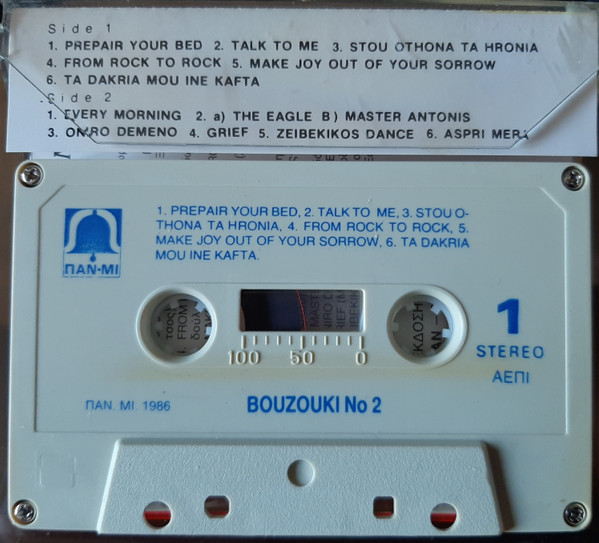 Side 1
1. PREPAIR YOUR BED 2. TALK TO ME 3. STOU OTHONA TA HRONIA
4. FROM ROCK TO ROCK 5. MAKE JOY OUT OF YOUR SORROW
6. TA DAKRIA MOU INE KAFTA
Side 2
1. EVERY MORNING 2. a) THE EAGLE B) MASTER ANTONIS
3. ONIRO DEMENO 4. GRIEF 5. ZEIBEKIKOS DANCE 6. ASPRI MERA
1. PREPAIR YOUR BED, 2. TALK TO ME, 3. STOU O-
THONA TA HRONIA, 4. FROM ROCK TO ROCK, 5.
MAKE JOY OUT OF YOUR SORROW, 6. TA DAKRIA
MOU INE KAFTA.
ΠΑΝ-ΜΙ
FROM
ΚΔΟΣΗ
100 50 0
1
STEREO
ΑΕΠΙ
ΠΑΝ. ΜΙ. 1986
BOUZOUKI No 2